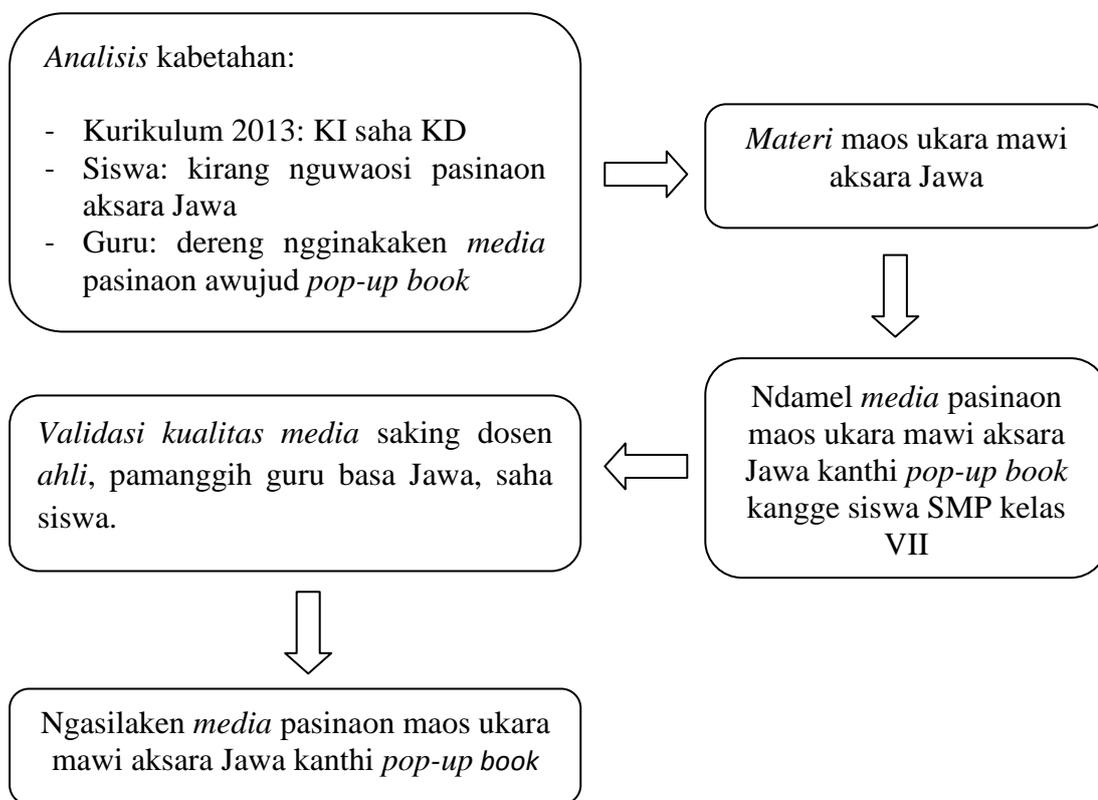 Analisis kabetahan:
- Kurikulum 2013: KI saha KD
- Siswa: kirang nguwaosi pasinaon
aksara Jawa
- Guru: dereng ngginakaken media
pasinaon awujud pop-up book
Materi maos ukara mawi
aksara Jawa
Ndamel media pasinaon
maos ukara mawi aksara
Jawa kanthi pop-up book
kangge siswa SMP kelas
VII
Validasi kualitas media saking dosen
ahli, pamanggih guru basa Jawa, saha
siswa.
Ngasilaken media pasinaon maos ukara
mawi aksara Jawa kanthi pop-up book